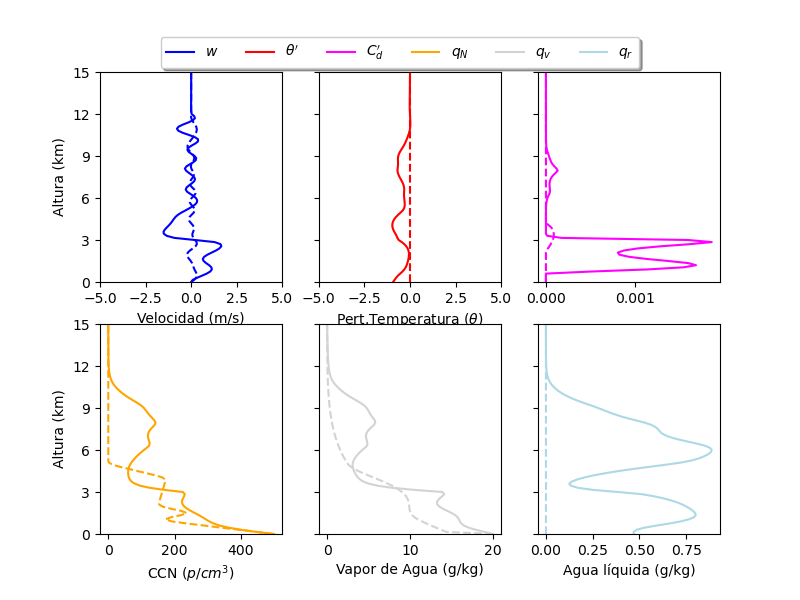 w θ′ C′d qN qv qr
15
12
9
6
3
0
Altura (km)
−5.0 −2.5 0.0 2.5 5.0
Velocidad (m/s)
−5.0 −2.5 0.0 2.5 5.0
Pert.Temperatura (θ)
0.000 0.001
15
12
9
6
3
0
Altura (km)
0 200 400
CCN (p/cm³)
0 10 20
Vapor de Agua (g/kg)
0.00 0.25 0.50 0.75
Agua líquida (g/kg)